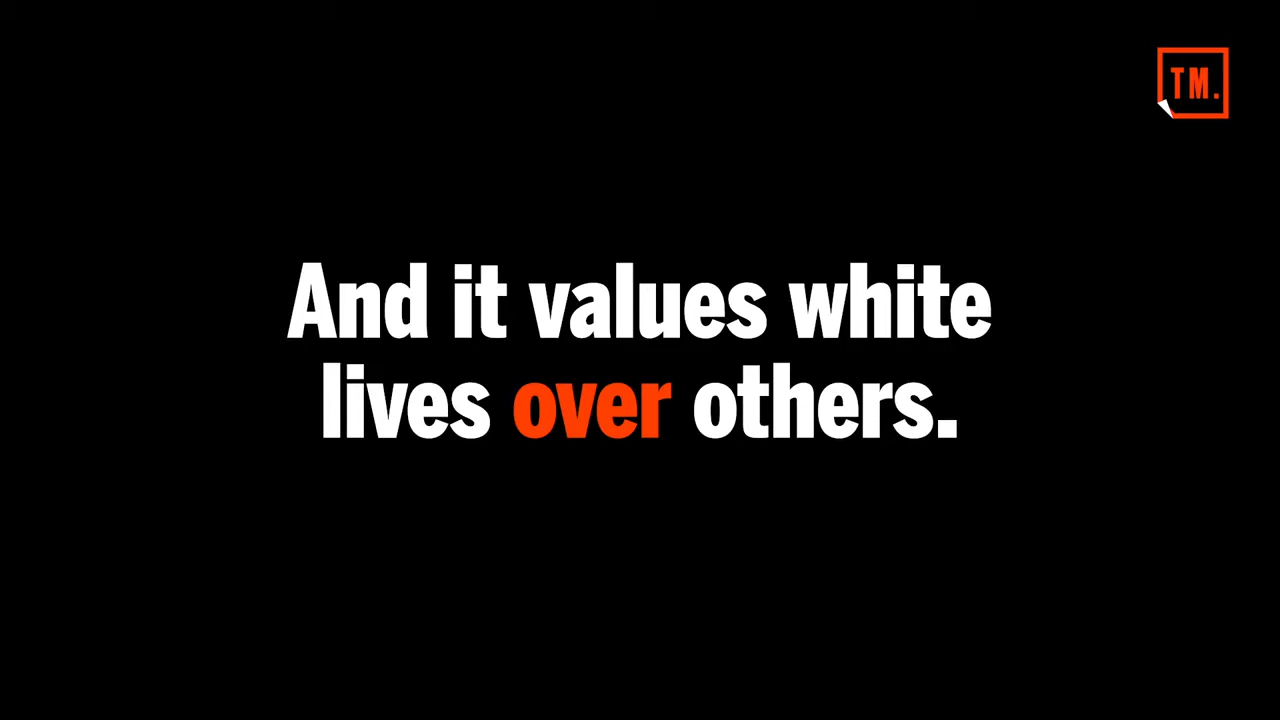 TM.
And it values white
lives over others.